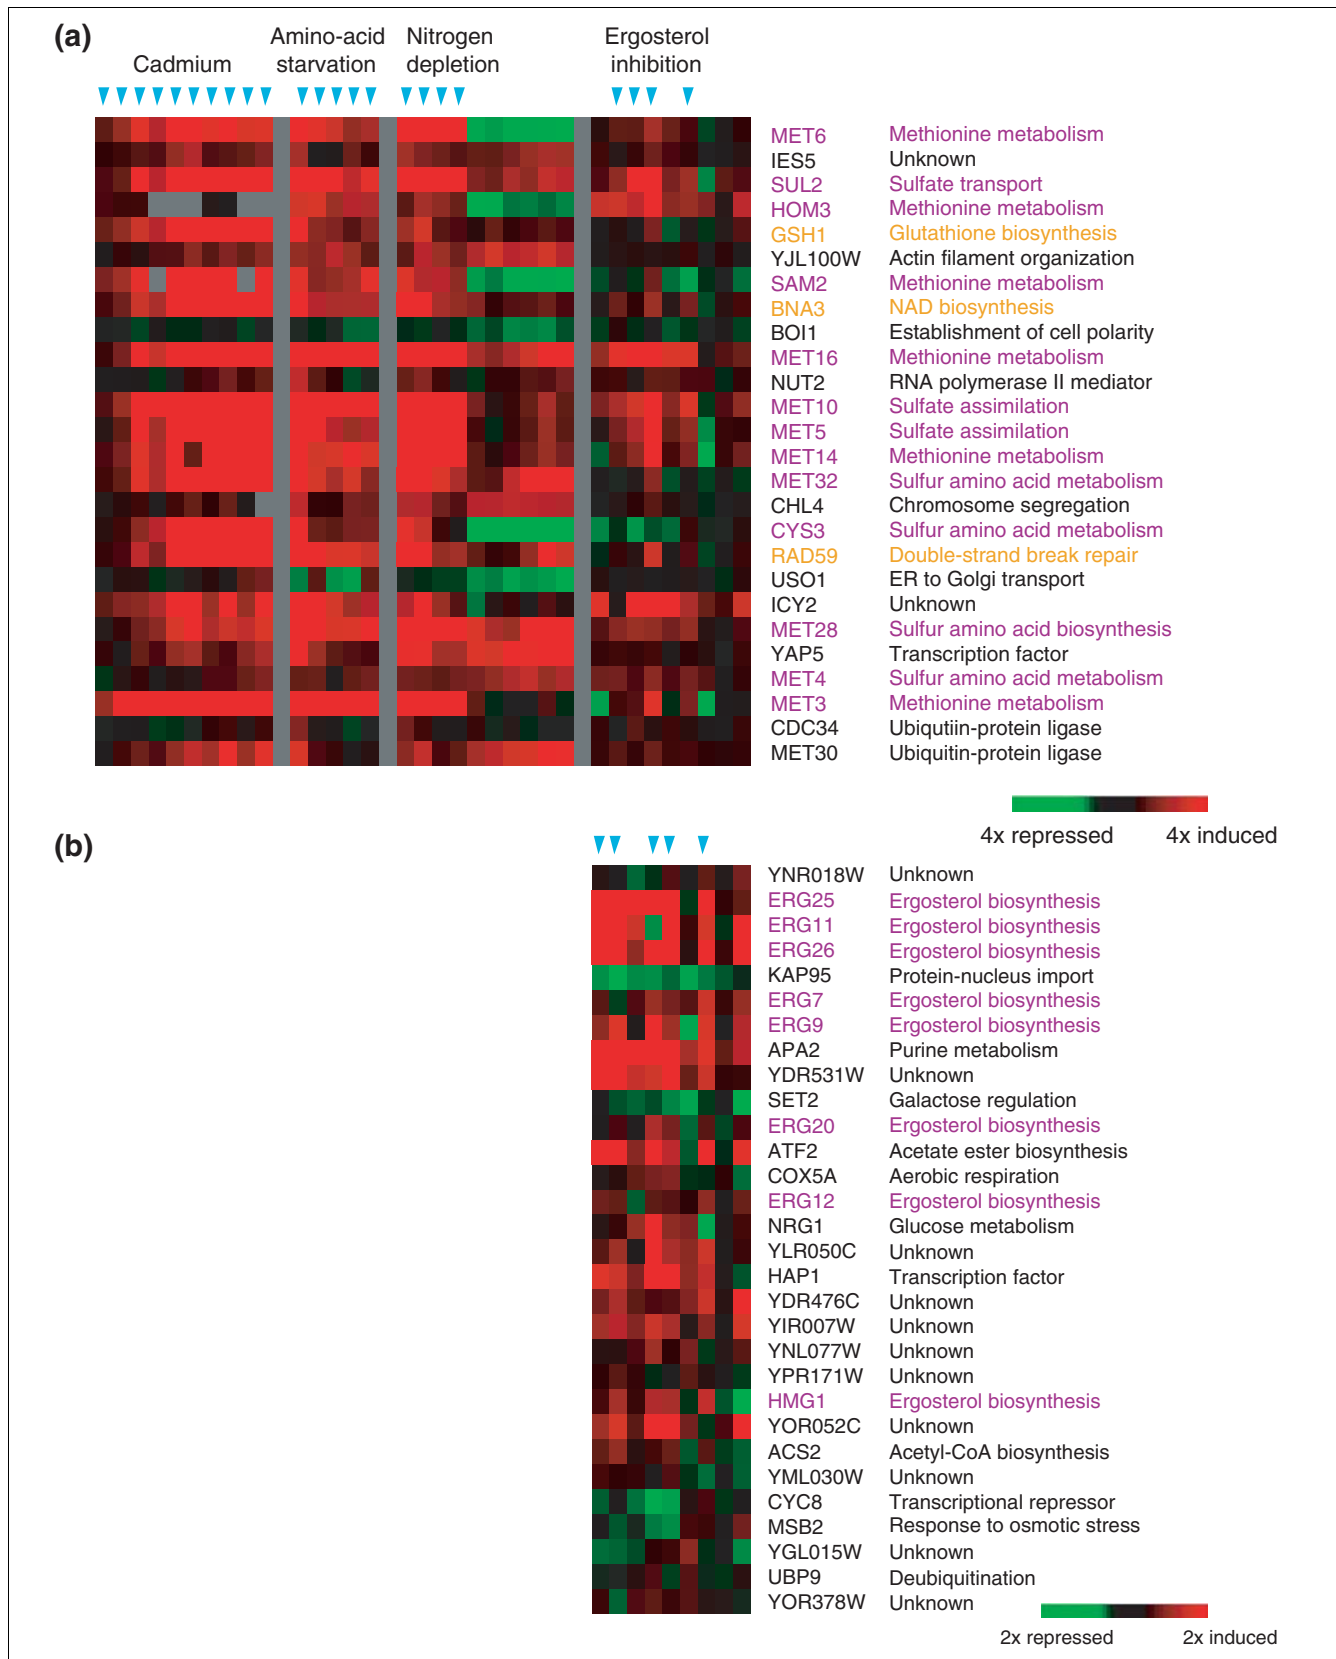 (a)
Cadmium
Amino-acid
starvation
Nitrogen
depletion
Ergosterol
inhibition
MET6 Methionine metabolism
IES5 Unknown
SUL2 Sulfate transport
HOM3 Methionine metabolism
GSH1 Glutathione biosynthesis
YJL100W Actin filament organization
SAM2 Methionine metabolism
BNA3 NAD biosynthesis
BOI1 Establishment of cell polarity
MET16 Methionine metabolism
NUT2 RNA polymerase II mediator
MET10 Sulfate assimilation
MET5 Sulfate assimilation
MET14 Methionine metabolism
MET32 Sulfur amino acid metabolism
CHL4 Chromosome segregation
CYS3 Sulfur amino acid metabolism
RAD59 Double-strand break repair
USO1 ER to Golgi transport
ICY2 Unknown
MET28 Sulfur amino acid biosynthesis
YAP5 Transcription factor
MET4 Sulfur amino acid metabolism
MET3 Methionine metabolism
CDC34 Ubiqutiin-protein ligase
MET30 Ubiquitin-protein ligase
4x repressed 4x induced
(b)
YNR018W Unknown
ERG25 Ergosterol biosynthesis
ERG11 Ergosterol biosynthesis
ERG26 Ergosterol biosynthesis
KAP95 Protein-nucleus import
ERG7 Ergosterol biosynthesis
ERG9 Ergosterol biosynthesis
APA2 Purine metabolism
YDR531W Unknown
SET2 Galactose regulation
ERG20 Ergosterol biosynthesis
ATF2 Acetate ester biosynthesis
COX5A Aerobic respiration
ERG12 Ergosterol biosynthesis
NRG1 Glucose metabolism
YLR050C Unknown
HAP1 Transcription factor
YDR476C Unknown
YIR007W Unknown
YNL077W Unknown
YPR171W Unknown
HMG1 Ergosterol biosynthesis
YOR052C Unknown
ACS2 Acetyl-CoA biosynthesis
YML030W Unknown
CYC8 Transcriptional repressor
MSB2 Response to osmotic stress
YGL015W Unknown
UBP9 Deubiquitination
YOR378W Unknown
2x repressed 2x induced